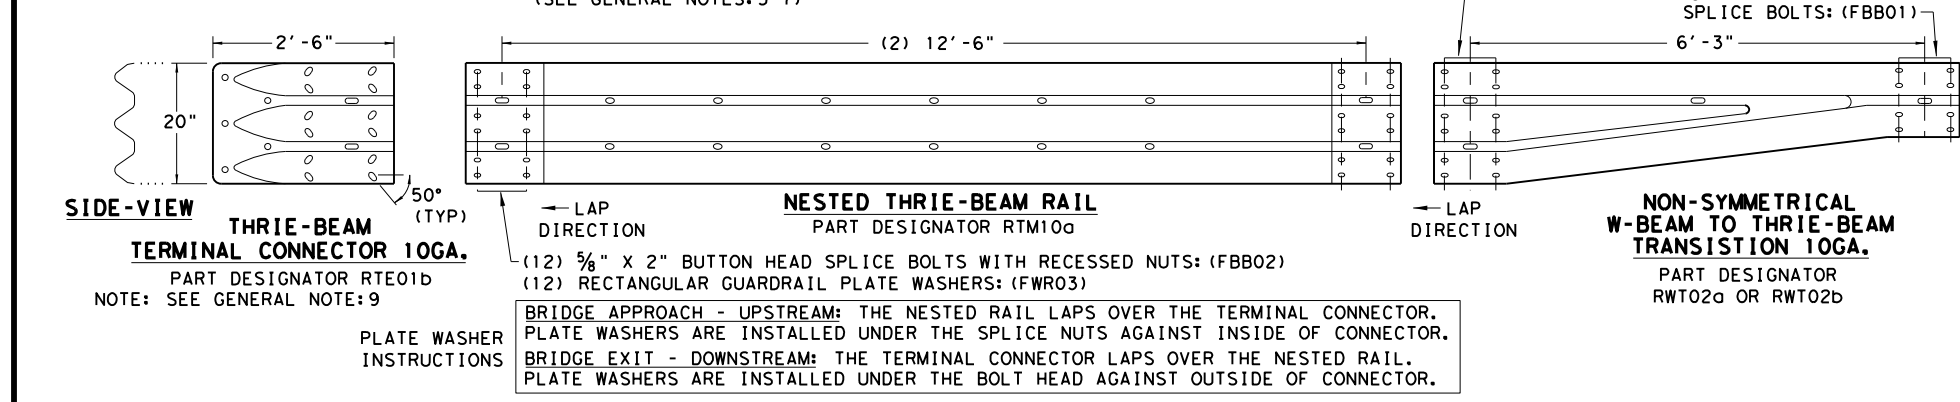 (SEE GENERAL NOTES:5-7)
SPLICE BOLTS: (FBB01)
2'-6"
(2) 12'-6"
6'-3"
20"
50°
(TYP)
SIDE-VIEW
THRIE-BEAM
TERMINAL CONNECTOR 10GA.
PART DESIGNATOR RTE01b
NOTE: SEE GENERAL NOTE:9
LAP
DIRECTION
NESTED THRIE-BEAM RAIL
PART DESIGNATOR RTM10a
LAP
DIRECTION
NON-SYMMETRICAL
W-BEAM TO THRIE-BEAM
TRANSISTION 10GA.
PART DESIGNATOR
RWT02a OR RWT02b
(12) 5/8" X 2" BUTTON HEAD SPLICE BOLTS WITH RECESSED NUTS: (FBB02)
(12) RECTANGULAR GUARDRAIL PLATE WASHERS: (FWR03)
PLATE WASHER
INSTRUCTIONS
BRIDGE APPROACH - UPSTREAM: THE NESTED RAIL LAPS OVER THE TERMINAL CONNECTOR.
PLATE WASHERS ARE INSTALLED UNDER THE SPLICE NUTS AGAINST INSIDE OF CONNECTOR.
BRIDGE EXIT - DOWNSTREAM: THE TERMINAL CONNECTOR LAPS OVER THE NESTED RAIL.
PLATE WASHERS ARE INSTALLED UNDER THE BOLT HEAD AGAINST OUTSIDE OF CONNECTOR.